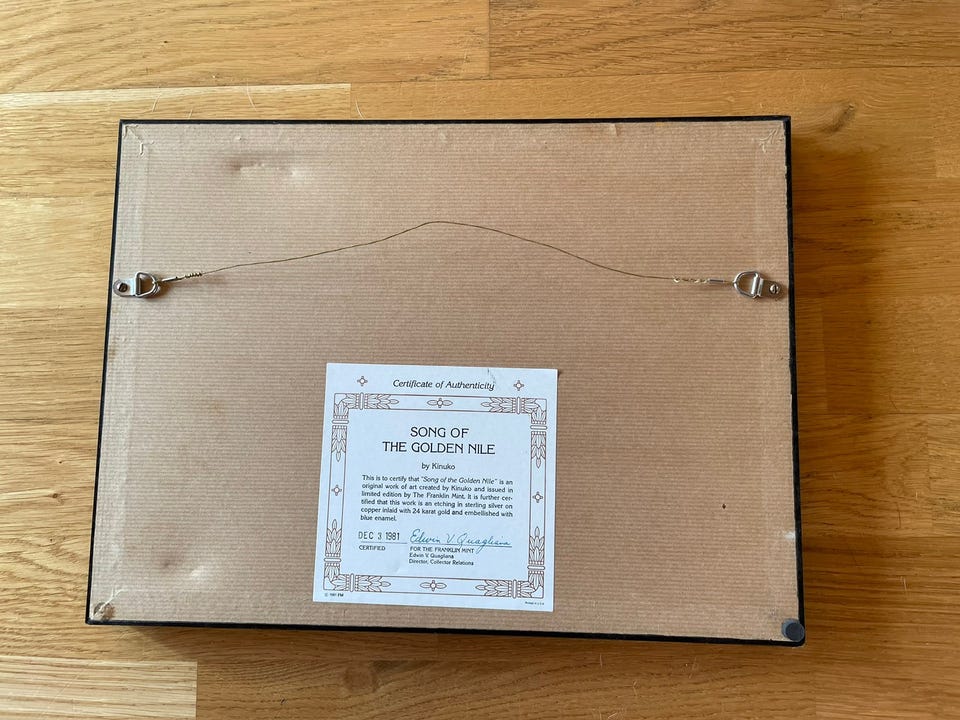 Certificate of Authenticity
SONG OF
THE GOLDEN NILE
by Kinuko
This is to certify that "Song of the Golden Nile" is an
original work of art created by Kinuko and issued in
limited edition by The Franklin Mint. It is further cer-
tified that this work is an etching in sterling silver on
copper inlaid with 24 karat gold and embellished with
blue enamel.
DEC 3 1981 Edwin V. Quagliana
CERTIFIED FOR THE FRANKLIN MINT
Edwin V. Quagliana
Director, Collector Relations
© 1981 FM
Printed in U.S.A.